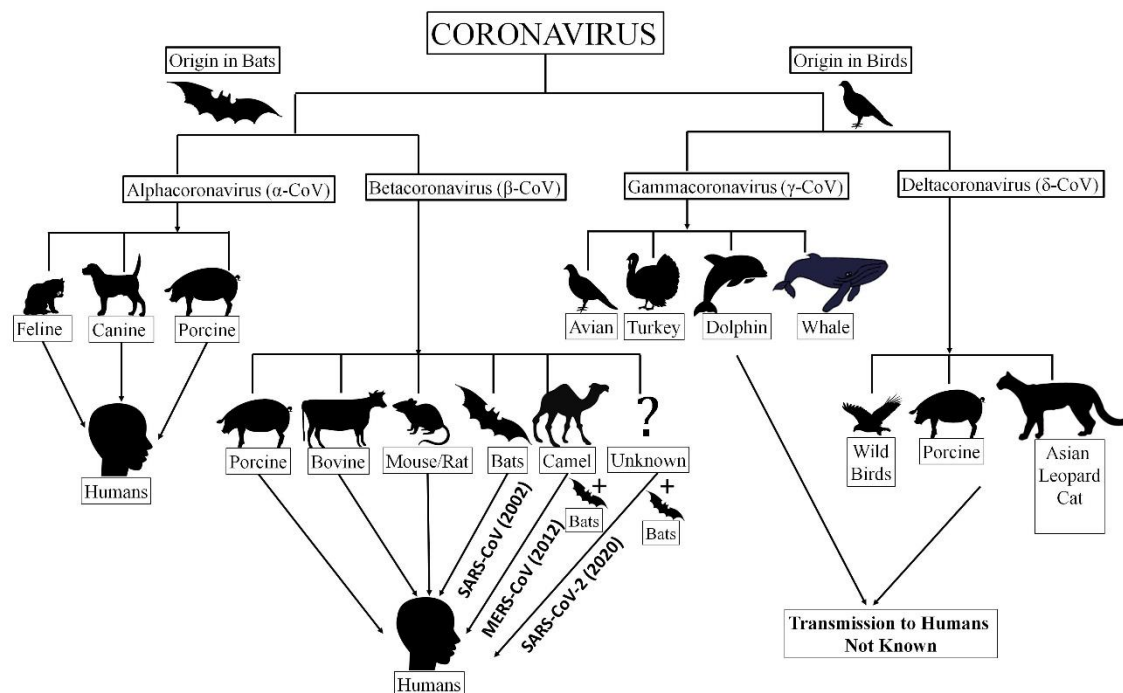 CORONAVIRUS
Origin in Bats
Origin in Birds
Alphacoronavirus (α-CoV)
Betacoronavirus (β-CoV)
Gammacoronavirus (γ-CoV)
Deltacoronavirus (δ-CoV)
Feline
Canine
Porcine
Humans
Avian
Turkey
Dolphin
Whale
Porcine
Bovine
Mouse/Rat
Bats
Camel
?
Unknown
+
Bats
+
Bats
SARS-CoV (2002)
MERS-CoV (2012)
SARS-CoV-2 (2020)
Humans
Wild
Birds
Porcine
Asian
Leopard
Cat
Transmission to Humans
Not Known